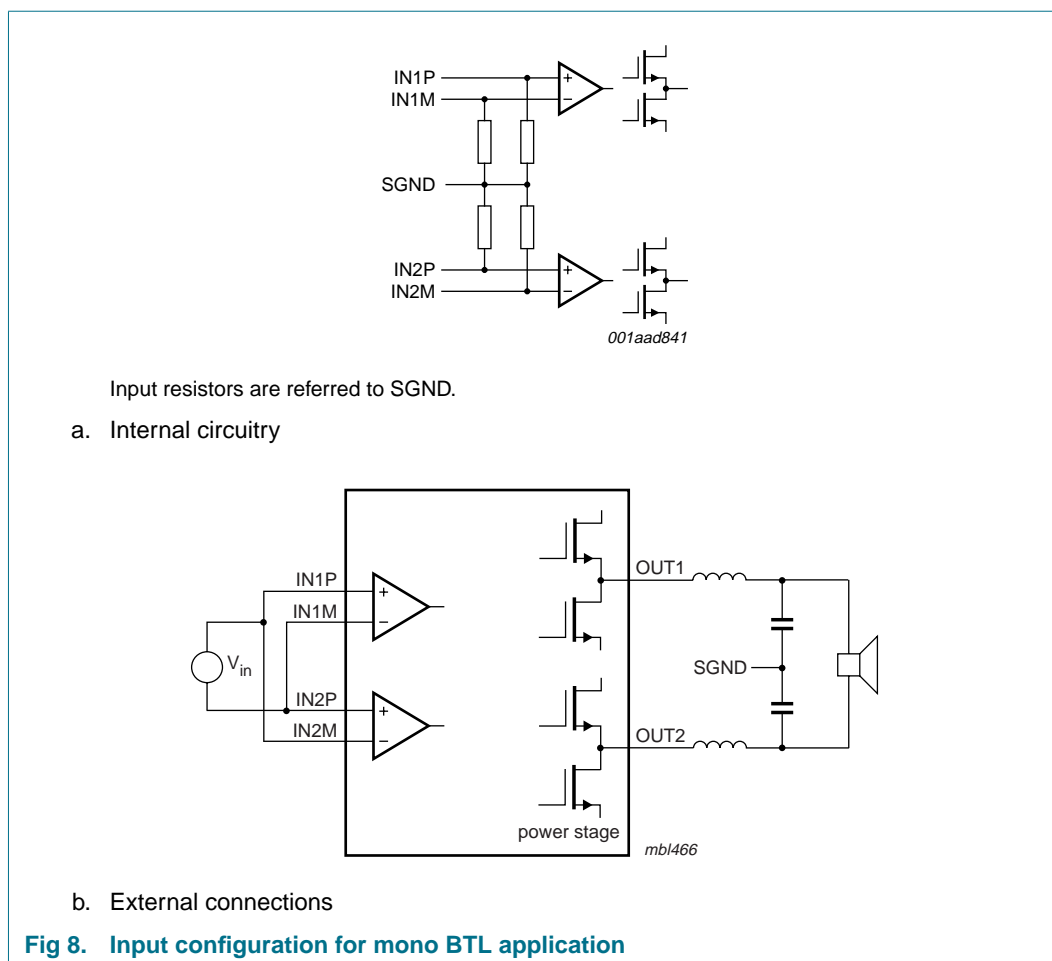 IN1P
+
IN1M
−
SGND
IN2P
+
IN2M
−
001aad841
Input resistors are referred to SGND.
a. Internal circuitry
OUT1
IN1P
+
IN1M
−
Vin
SGND
IN2P
+
IN2M
−
OUT2
power stage
mbl466
b. External connections
Fig 8. Input configuration for mono BTL application